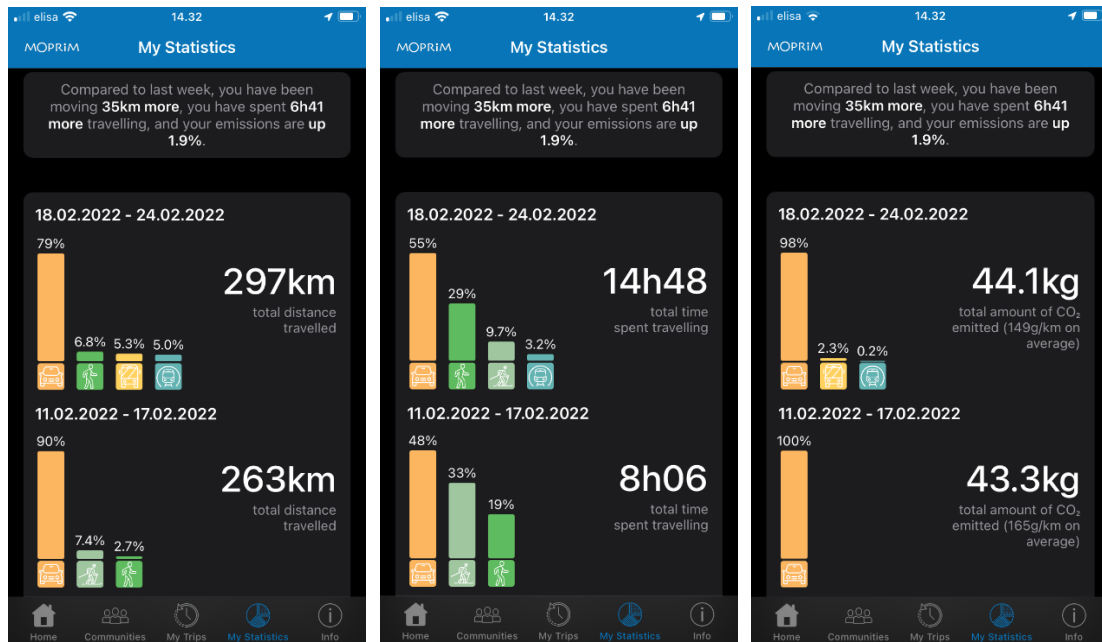 elisa 14.32
MOPRIM My Statistics
Compared to last week, you have been
moving 35km more, you have spent 6h41
more travelling, and your emissions are up
1.9%.
18.02.2022 - 24.02.2022
79%
297km
total distance
travelled
6.8% 5.3% 5.0%
11.02.2022 - 17.02.2022
90%
263km
total distance
travelled
7.4% 2.7%
Home Communities My Trips My Statistics Info
elisa 14.32
MOPRIM My Statistics
Compared to last week, you have been
moving 35km more, you have spent 6h41
more travelling, and your emissions are up
1.9%.
18.02.2022 - 24.02.2022
55%
14h48
29%
total time
spent travelling
9.7%
3.2%
11.02.2022 - 17.02.2022
48%
8h06
33%
19%
total time
spent travelling
Home Communities My Trips My Statistics Info
elisa 14.32
MOPRIM My Statistics
Compared to last week, you have been
moving 35km more, you have spent 6h41
more travelling, and your emissions are up
1.9%.
18.02.2022 - 24.02.2022
98%
44.1kg
total amount of CO₂
emitted (149g/km on
average)
2.3% 0.2%
11.02.2022 - 17.02.2022
100%
43.3kg
total amount of CO₂
emitted (165g/km on
average)
Home Communities My Trips My Statistics Info